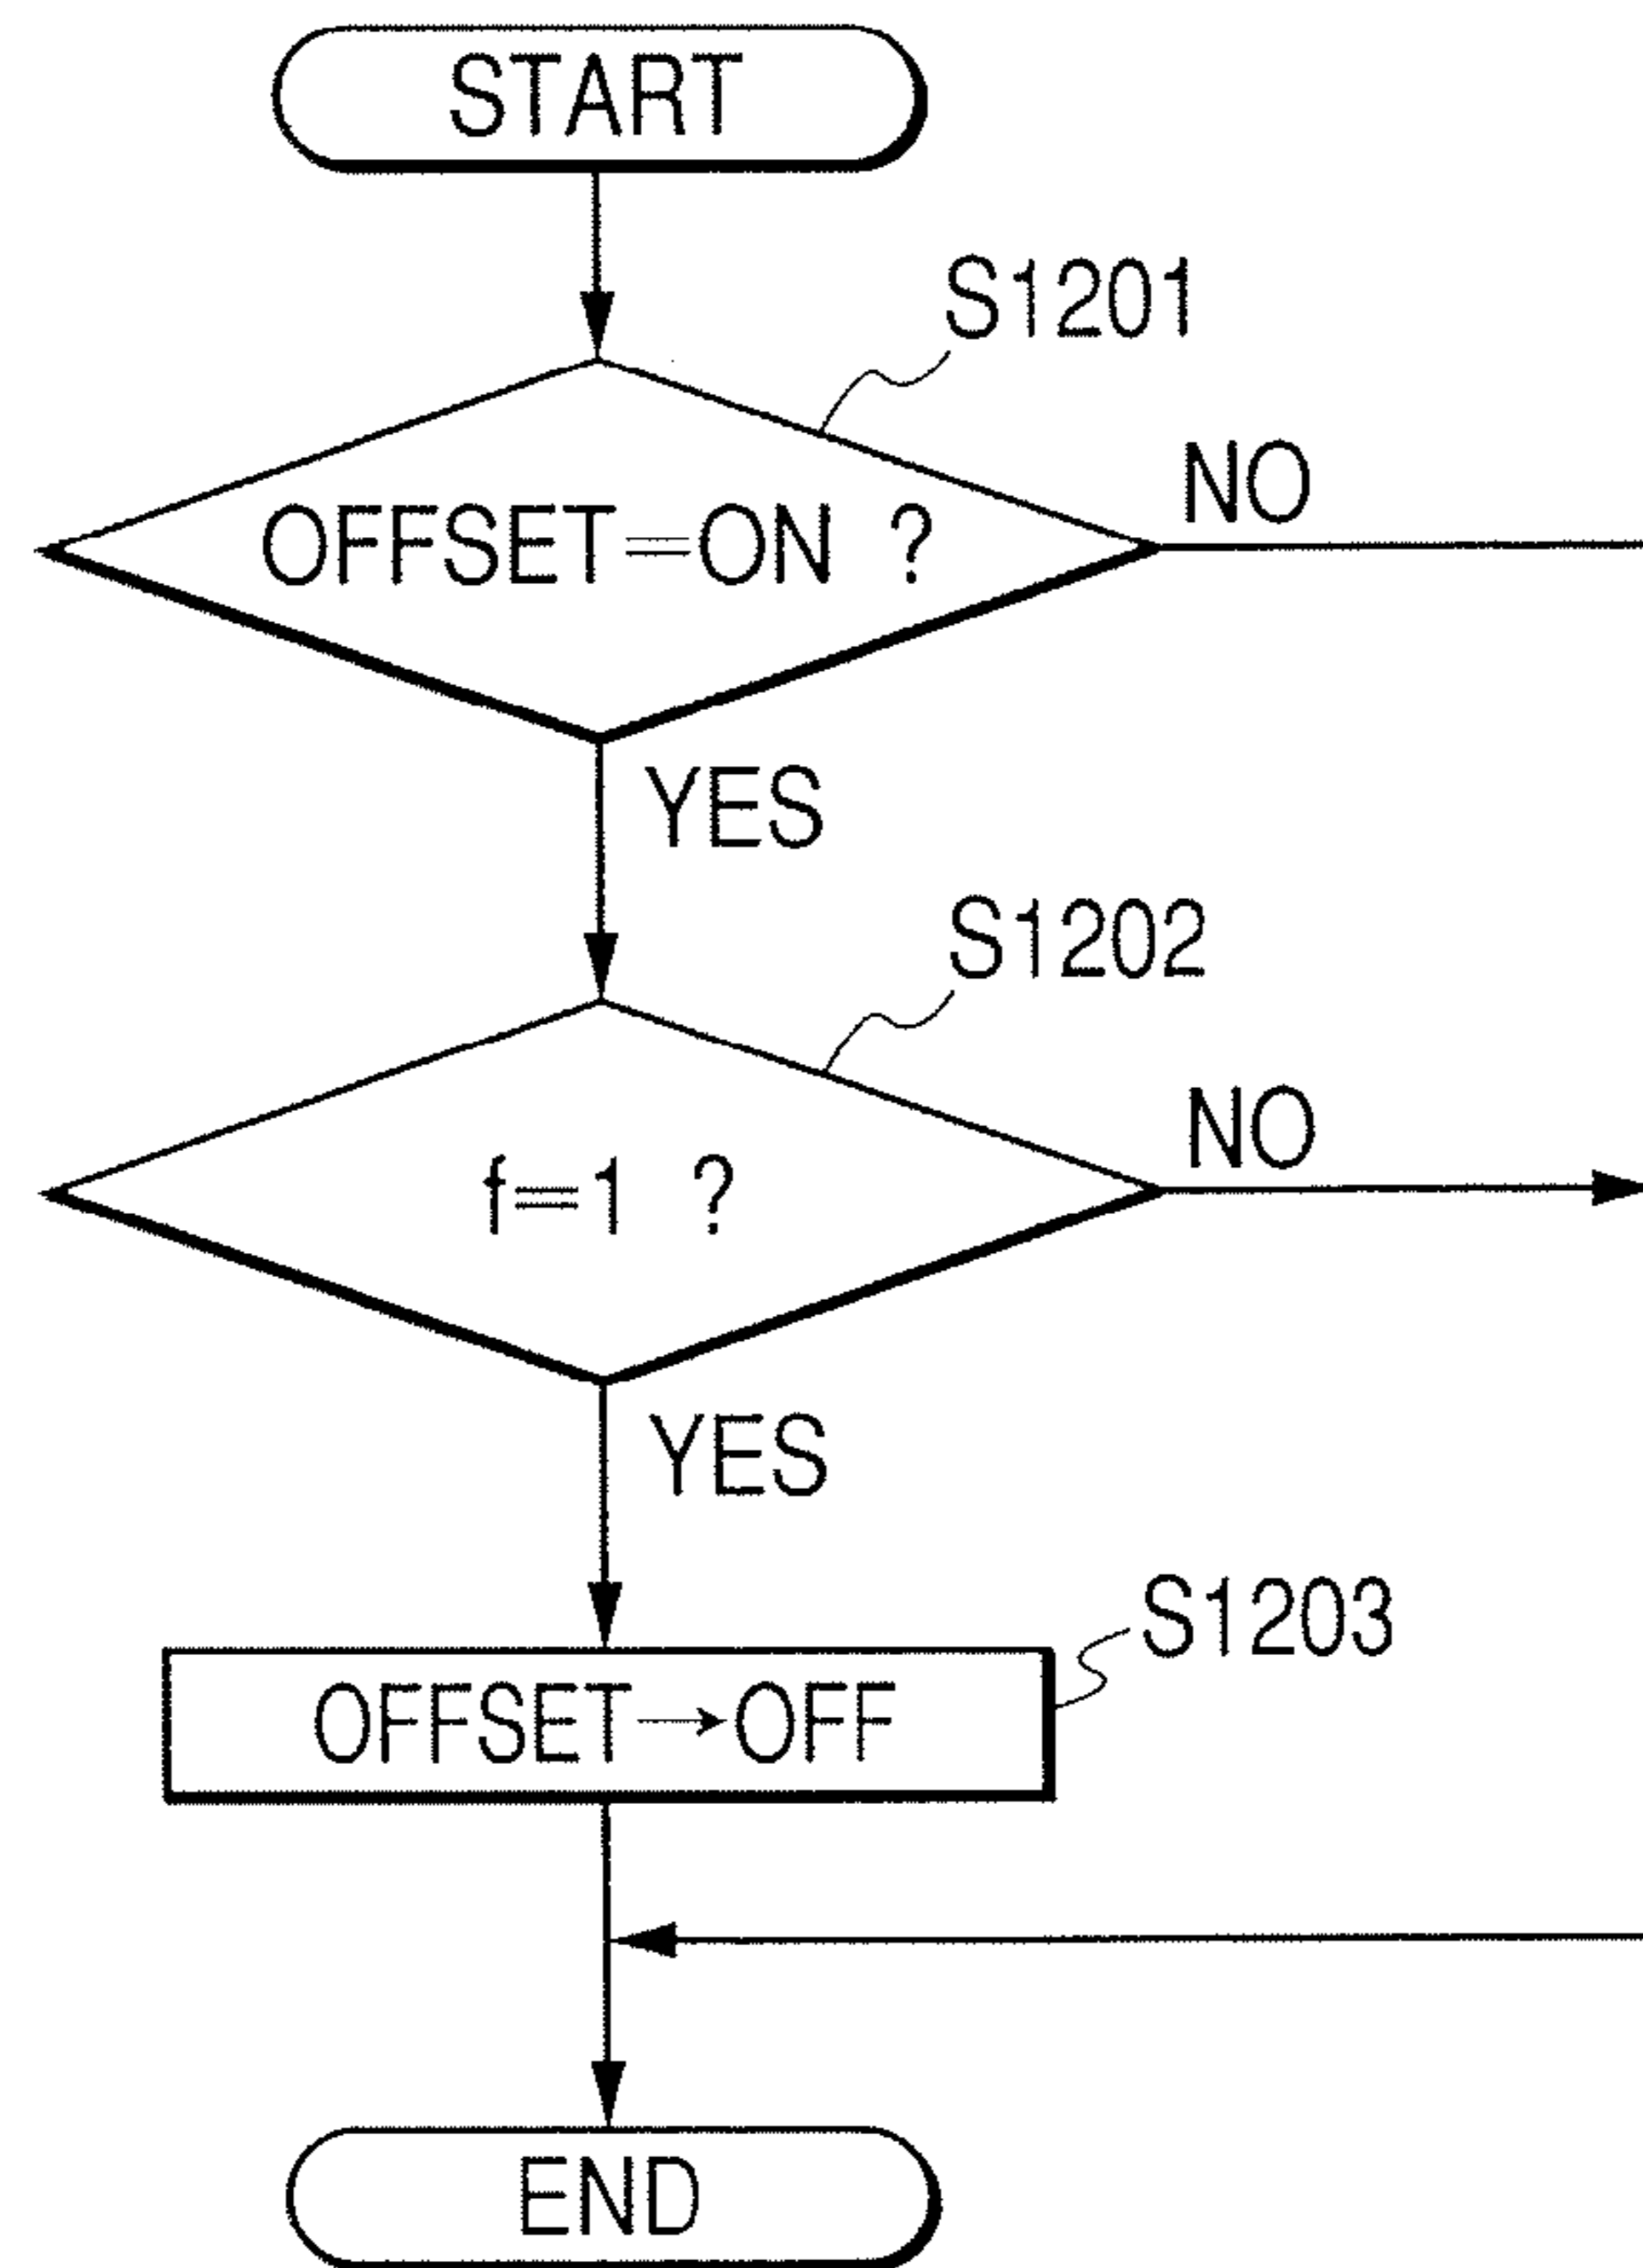 START
S1201
OFFSET=ON ?
NO
YES
S1202
f=1 ?
NO
YES
S1203
OFFSET→OFF
END